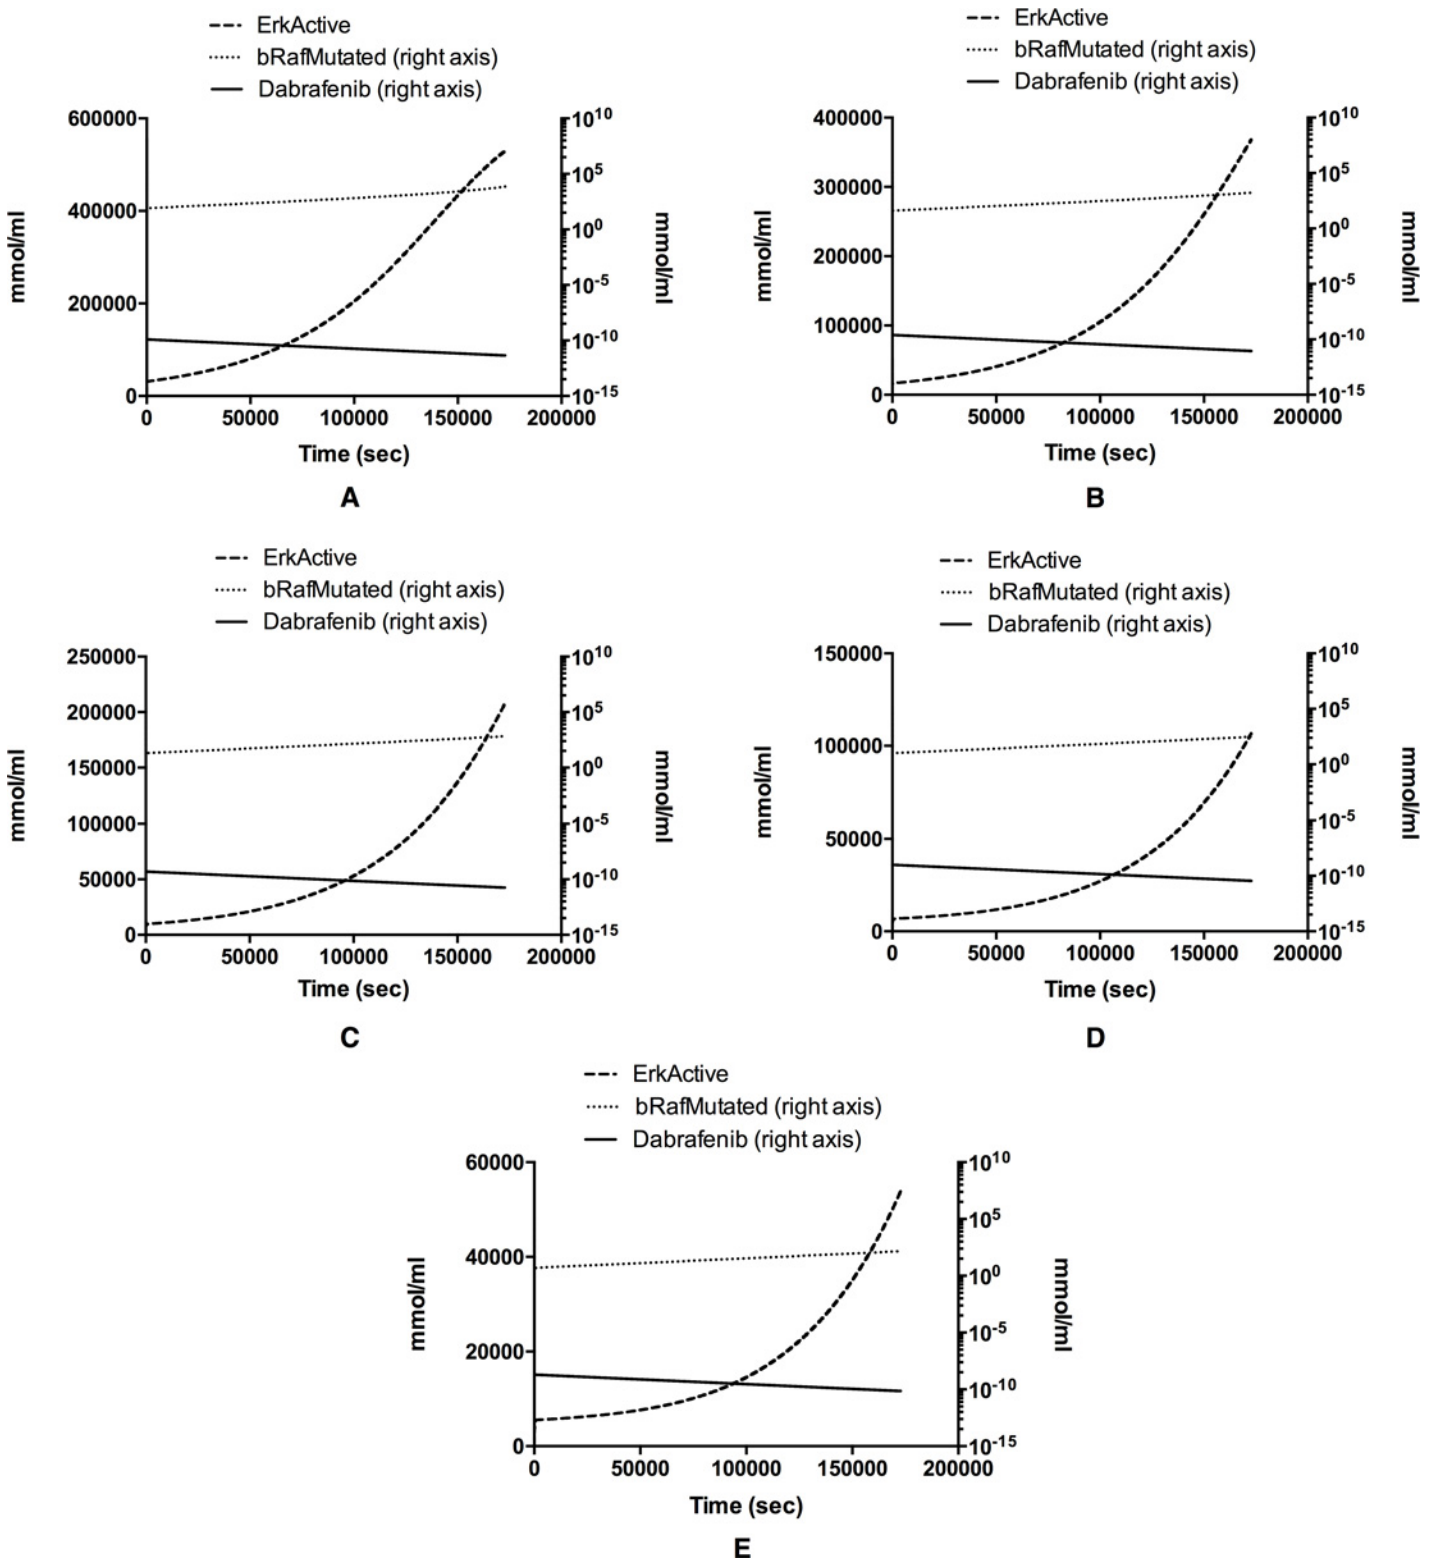 ErkActive
bRafMutated (right axis)
Dabrafenib (right axis)
600000
400000
200000
0
10^10
10^5
10^0
10^-5
10^-10
10^-15
mmol/ml
mmol/ml
0 50000 100000 150000 200000
Time (sec)
A
ErkActive
bRafMutated (right axis)
Dabrafenib (right axis)
400000
300000
200000
100000
0
10^10
10^5
10^0
10^-5
10^-10
10^-15
mmol/ml
mmol/ml
0 50000 100000 150000 200000
Time (sec)
B
ErkActive
bRafMutated (right axis)
Dabrafenib (right axis)
250000
200000
150000
100000
50000
0
10^10
10^5
10^0
10^-5
10^-10
10^-15
mmol/ml
mmol/ml
0 50000 100000 150000 200000
Time (sec)
C
ErkActive
bRafMutated (right axis)
Dabrafenib (right axis)
150000
100000
50000
0
10^10
10^5
10^0
10^-5
10^-10
10^-15
mmol/ml
mmol/ml
0 50000 100000 150000 200000
Time (sec)
D
ErkActive
bRafMutated (right axis)
Dabrafenib (right axis)
60000
40000
20000
0
10^10
10^5
10^0
10^-5
10^-10
10^-15
mmol/ml
mmol/ml
0 50000 100000 150000 200000
Time (sec)
E